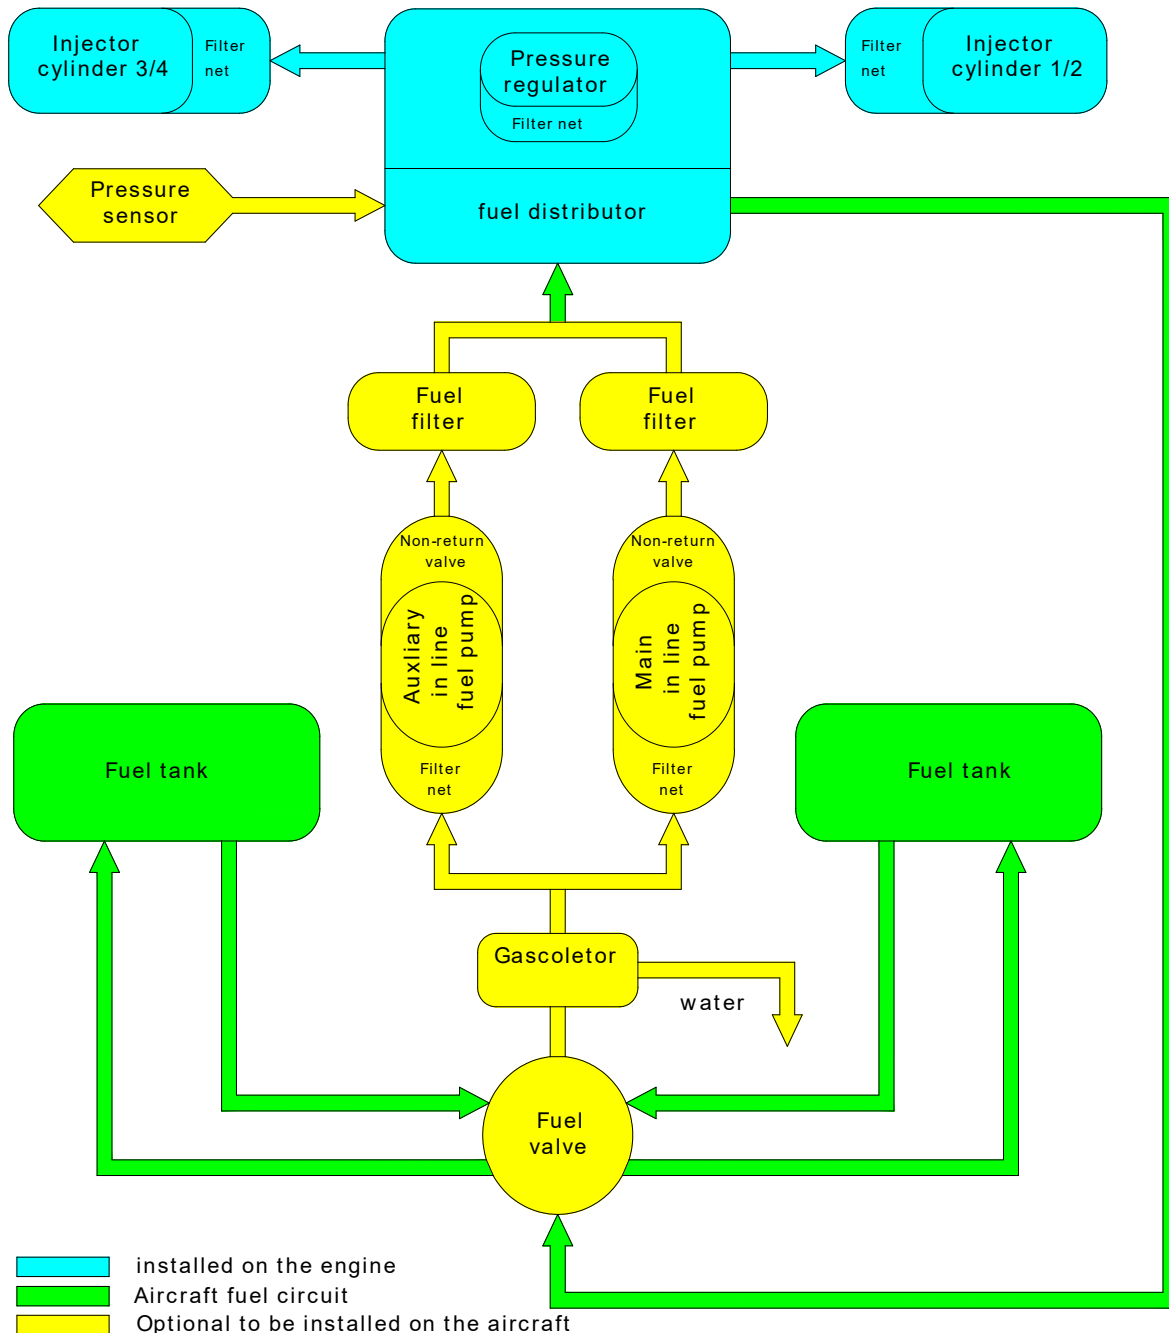 Injector
cylinder 3/4
Filter
net
Pressure
regulator
Filter net
Filter
net
Injector
cylinder 1/2
Pressure
sensor
fuel distributor
Fuel
filter
Fuel
filter
Non-return
valve
Auxliary
in line
fuel pump
Filter
net
Non-return
valve
Main
in line
fuel pump
Filter
net
Fuel tank
Fuel tank
Gascoletor
water
Fuel
valve
installed on the engine
Aircraft fuel circuit
Optional to be installed on the aircraft